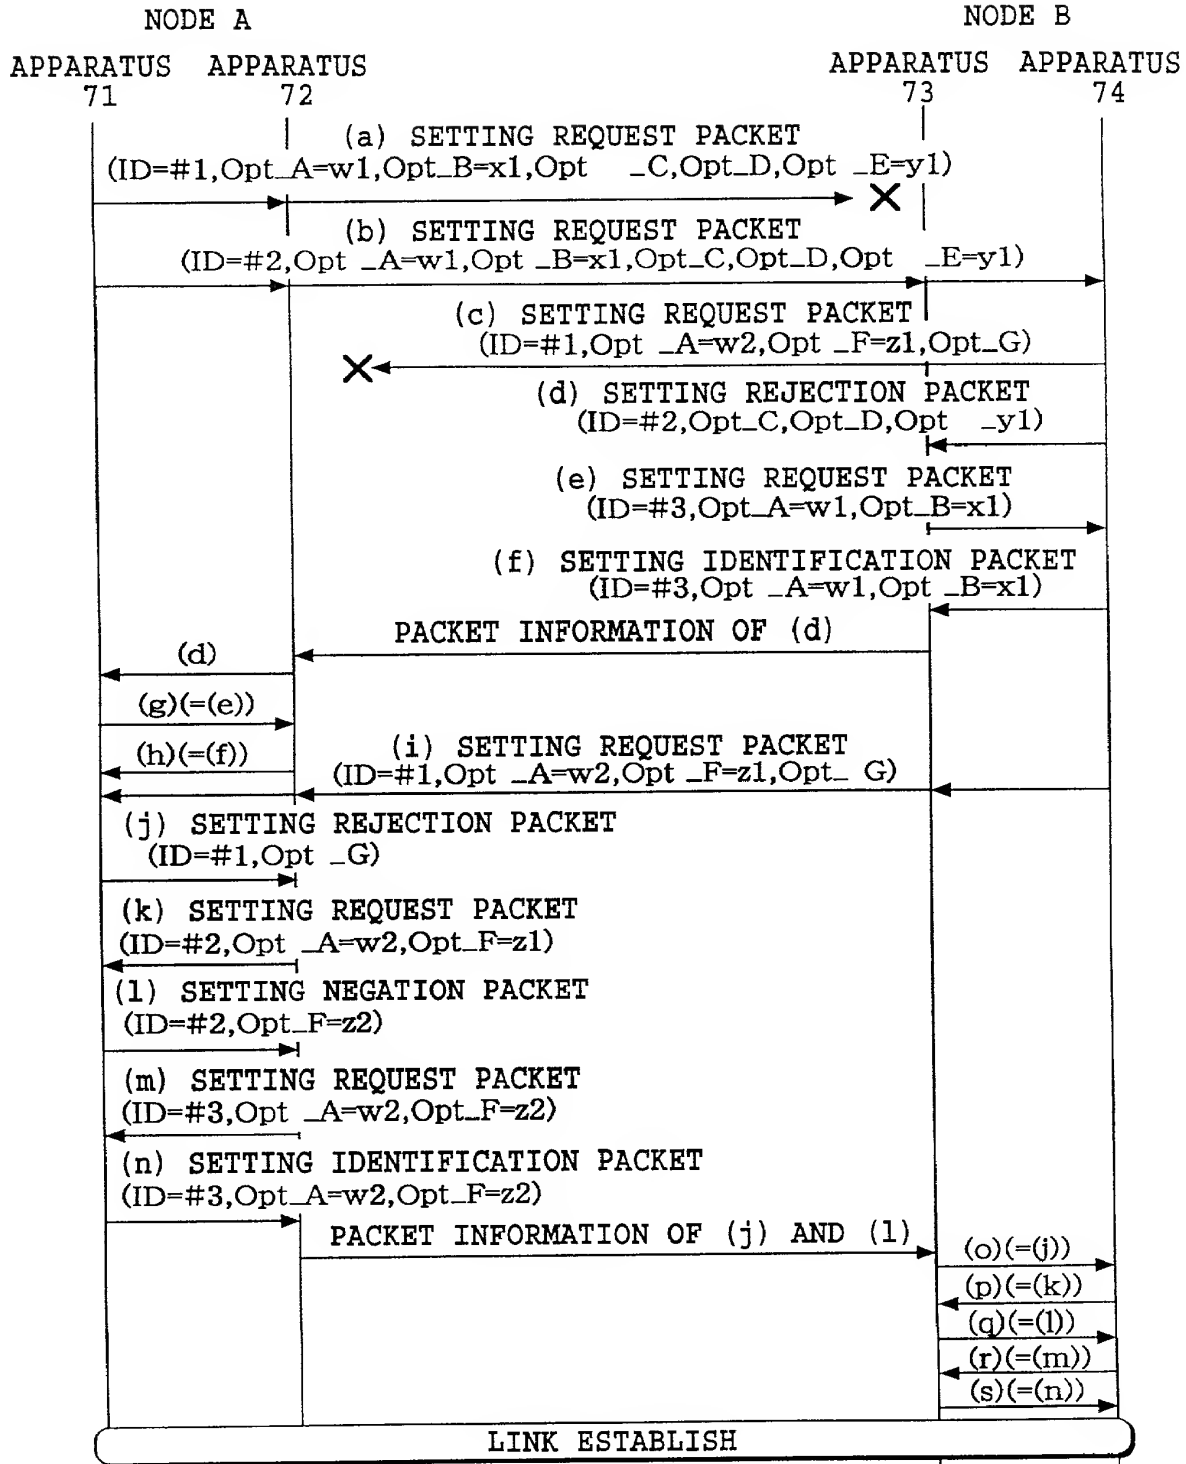 NODE A NODE B
APPARATUS APPARATUS APPARATUS APPARATUS
71 72 73 74
(a) SETTING REQUEST PACKET
(ID=#1,Opt_A=w1,Opt_B=x1,Opt _C,Opt_D,Opt _E=y1)
(b) SETTING REQUEST PACKET
(ID=#2,Opt _A=w1,Opt _B=x1,Opt_C,Opt_D,Opt _E=y1)
(c) SETTING REQUEST PACKET
(ID=#1,Opt _A=w2,Opt _F=z1,Opt_G)
(d) SETTING REJECTION PACKET
(ID=#2,Opt_C,Opt_D,Opt _y1)
(e) SETTING REQUEST PACKET
(ID=#3,Opt_A=w1,Opt_B=x1)
(f) SETTING IDENTIFICATION PACKET
(ID=#3,Opt _A=w1,Opt _B=x1)
PACKET INFORMATION OF (d)
(d)
(g)(=(e))
(h)(=(f))
(i) SETTING REQUEST PACKET
(ID=#1,Opt _A=w2,Opt _F=z1,Opt_ G)
(j) SETTING REJECTION PACKET
(ID=#1,Opt _G)
(k) SETTING REQUEST PACKET
(ID=#2,Opt _A=w2,Opt_F=z1)
(l) SETTING NEGATION PACKET
(ID=#2,Opt_F=z2)
(m) SETTING REQUEST PACKET
(ID=#3,Opt _A=w2,Opt_F=z2)
(n) SETTING IDENTIFICATION PACKET
(ID=#3,Opt_A=w2,Opt_F=z2)
PACKET INFORMATION OF (j) AND (l)
(o)(=(j))
(p)(=(k))
(q)(=(l))
(r)(=(m))
(s)(=(n))
LINK ESTABLISH